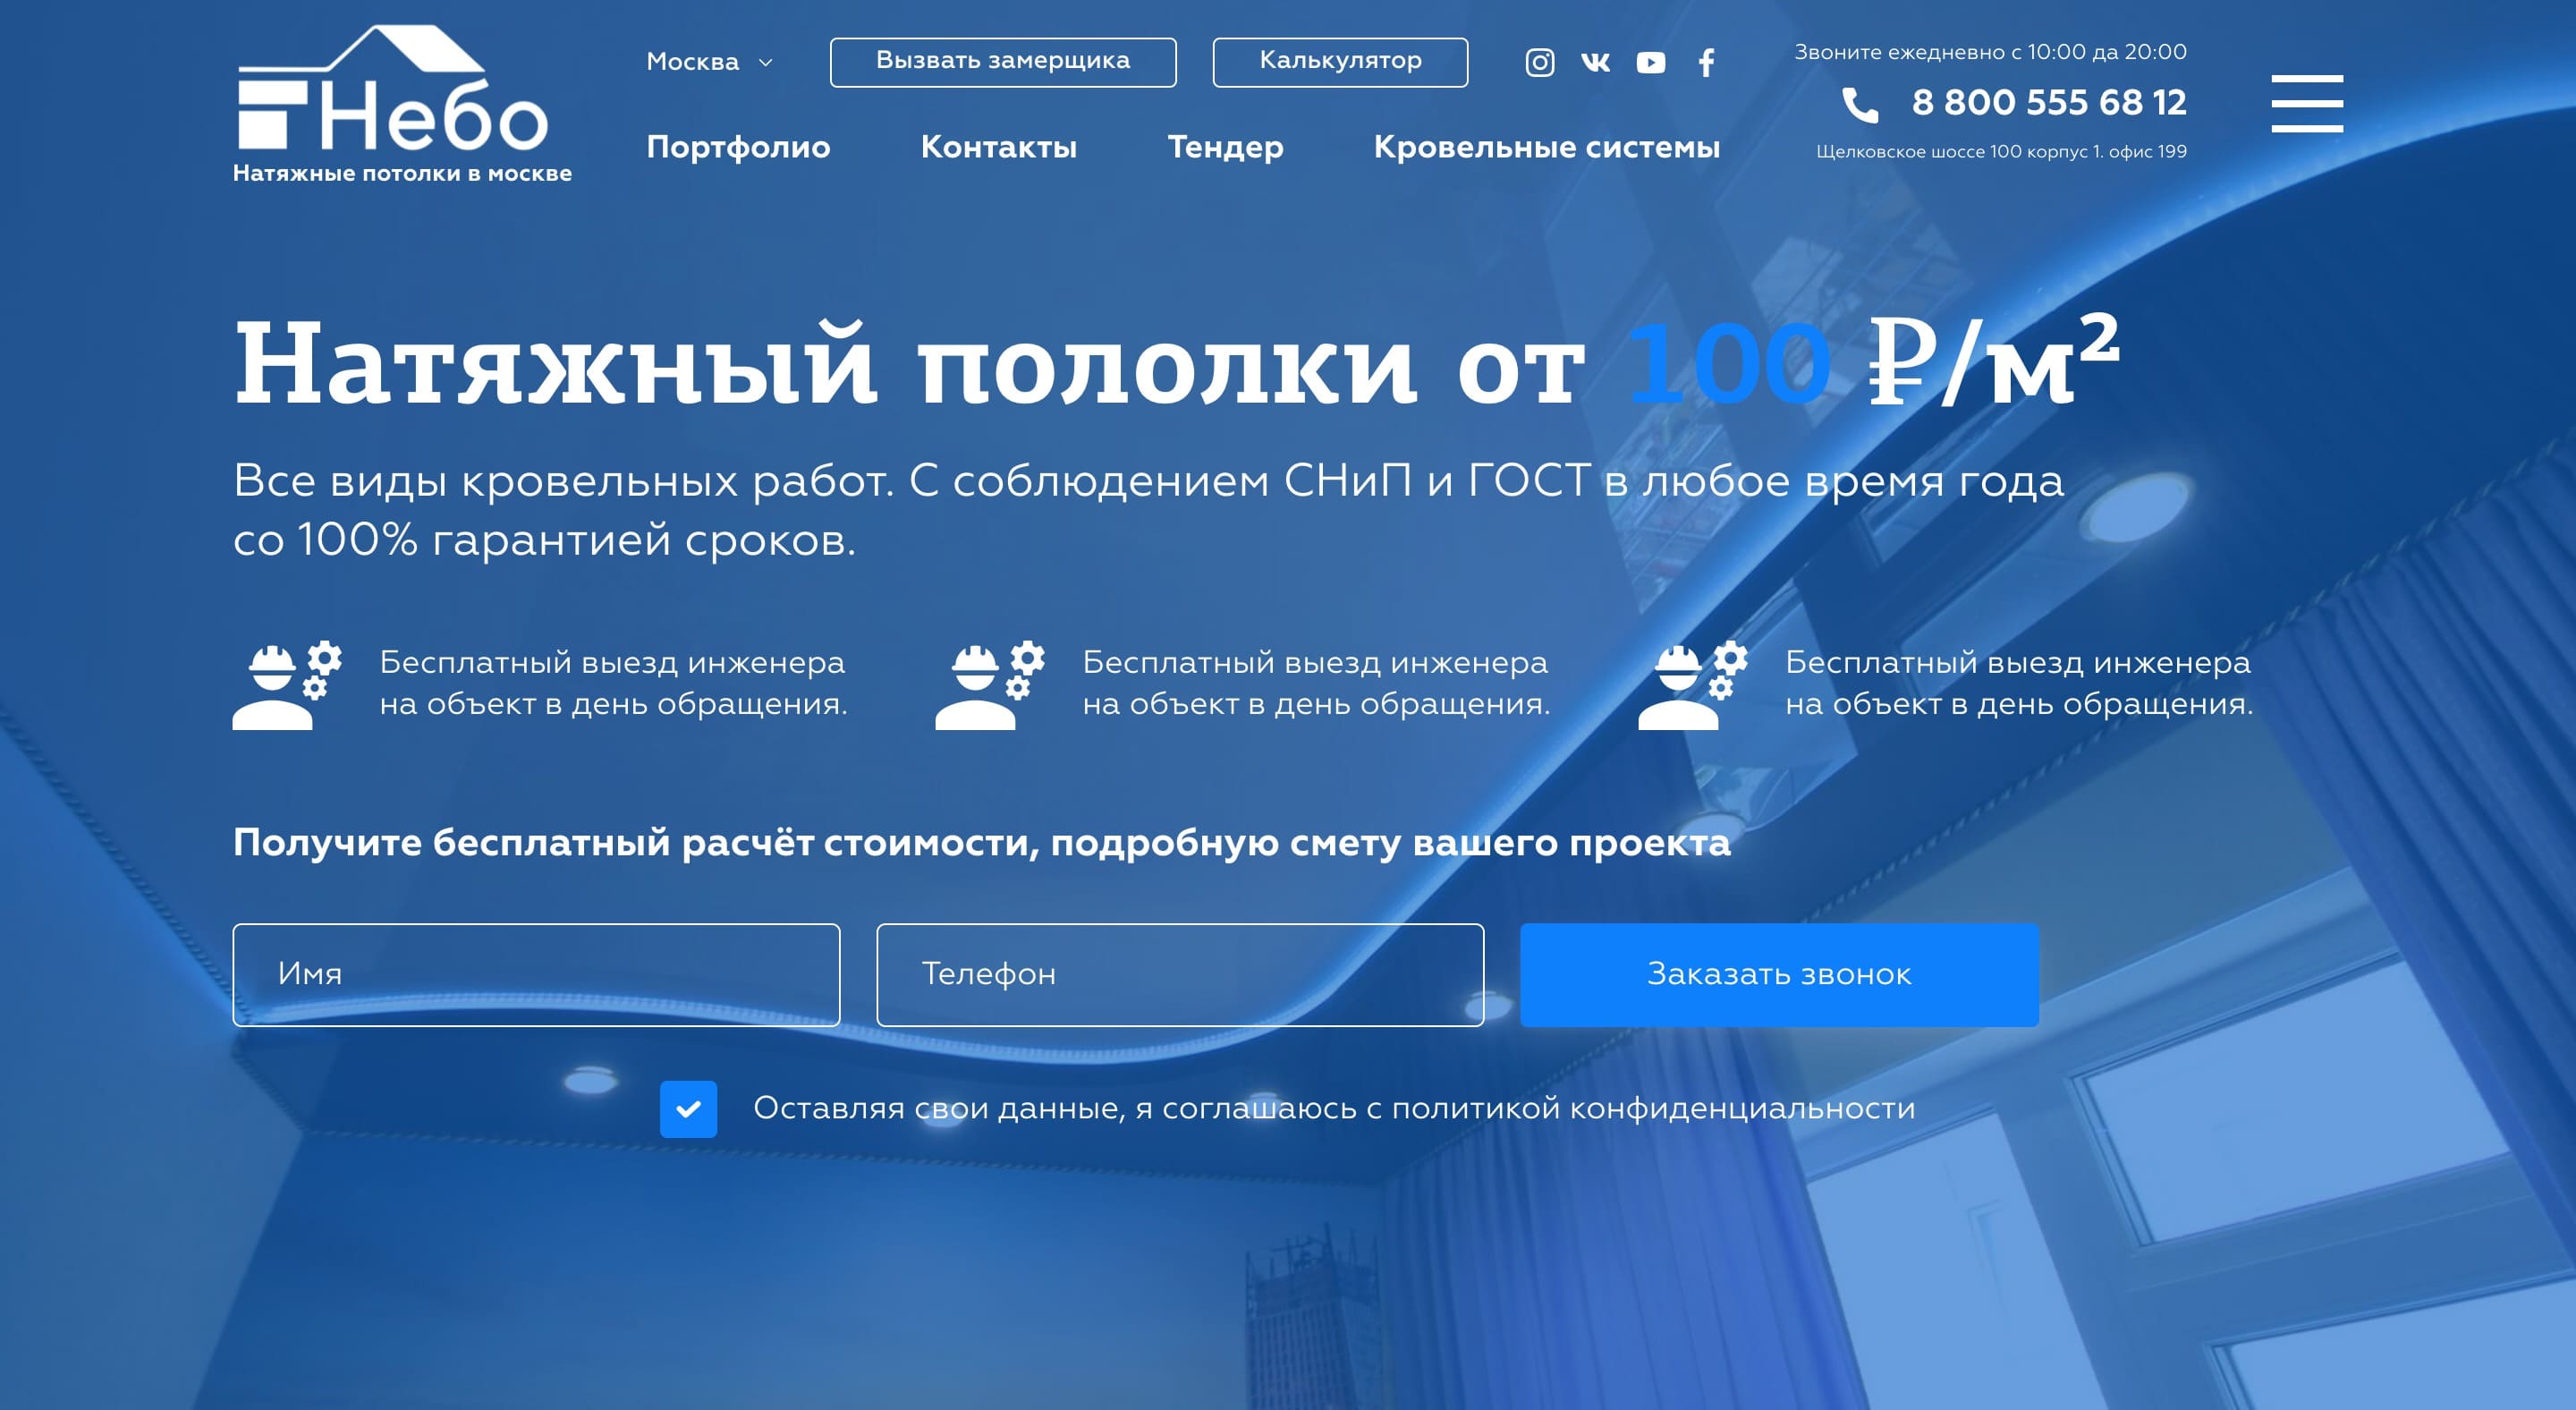 Небо
Натяжные потолки в москве
Москва
Вызвать замерщика
Калькулятор
Звоните ежедневно с 10:00 да 20:00
8 800 555 68 12
Щелковское шоссе 100 корпус 1. офис 199
Портфолио
Контакты
Тендер
Кровельные системы
Натяжный пололки от 100 ₽/м²
Все виды кровельных работ. С соблюдением СНиП и ГОСТ в любое время года
со 100% гарантией сроков.
Бесплатный выезд инженера
на объект в день обращения.
Бесплатный выезд инженера
на объект в день обращения.
Бесплатный выезд инженера
на объект в день обращения.
Получите бесплатный расчёт стоимости, подробную смету вашего проекта
Имя
Телефон
Заказать звонок
Оставляя свои данные, я соглашаюсь с политикой конфиденциальности